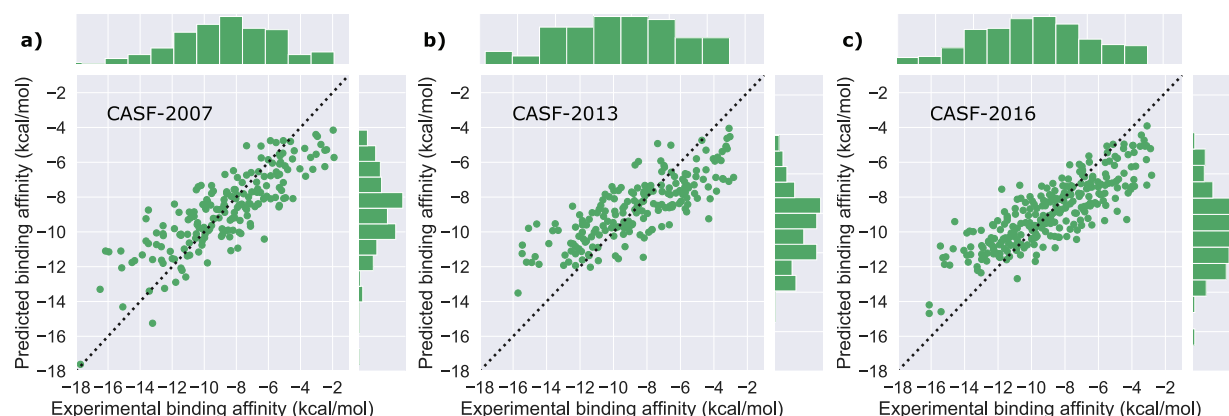 a)
CASF-2007
Predicted binding affinity (kcal/mol)
−2
−4
−6
−8
−10
−12
−14
−16
−18
−18 −16 −14 −12 −10 −8 −6 −4 −2
Experimental binding affinity (kcal/mol)
b)
CASF-2013
Predicted binding affinity (kcal/mol)
−2
−4
−6
−8
−10
−12
−14
−16
−18
−18 −16 −14 −12 −10 −8 −6 −4 −2
Experimental binding affinity (kcal/mol)
c)
CASF-2016
Predicted binding affinity (kcal/mol)
−2
−4
−6
−8
−10
−12
−14
−16
−18
−18 −16 −14 −12 −10 −8 −6 −4 −2
Experimental binding affinity (kcal/mol)